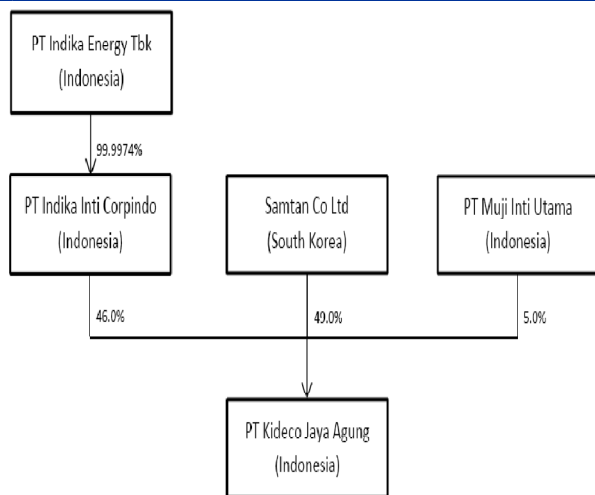 PT Indika Energy Tbk
(Indonesia)
99.9974%
PT Indika Inti Corpindo
(Indonesia)
Samtan Co Ltd
(South Korea)
PT Muji Inti Utama
(Indonesia)
46.0%
49.0%
5.0%
PT Kideco Jaya Agung
(Indonesia)